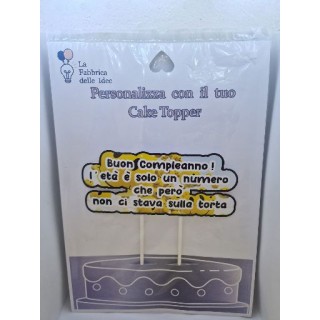 La
Fabbrica
delle Idee
Personalizza con il tuo
Cake Topper
Buon Compleanno!
l'età è solo un numero
che però
non ci stava sulla torta